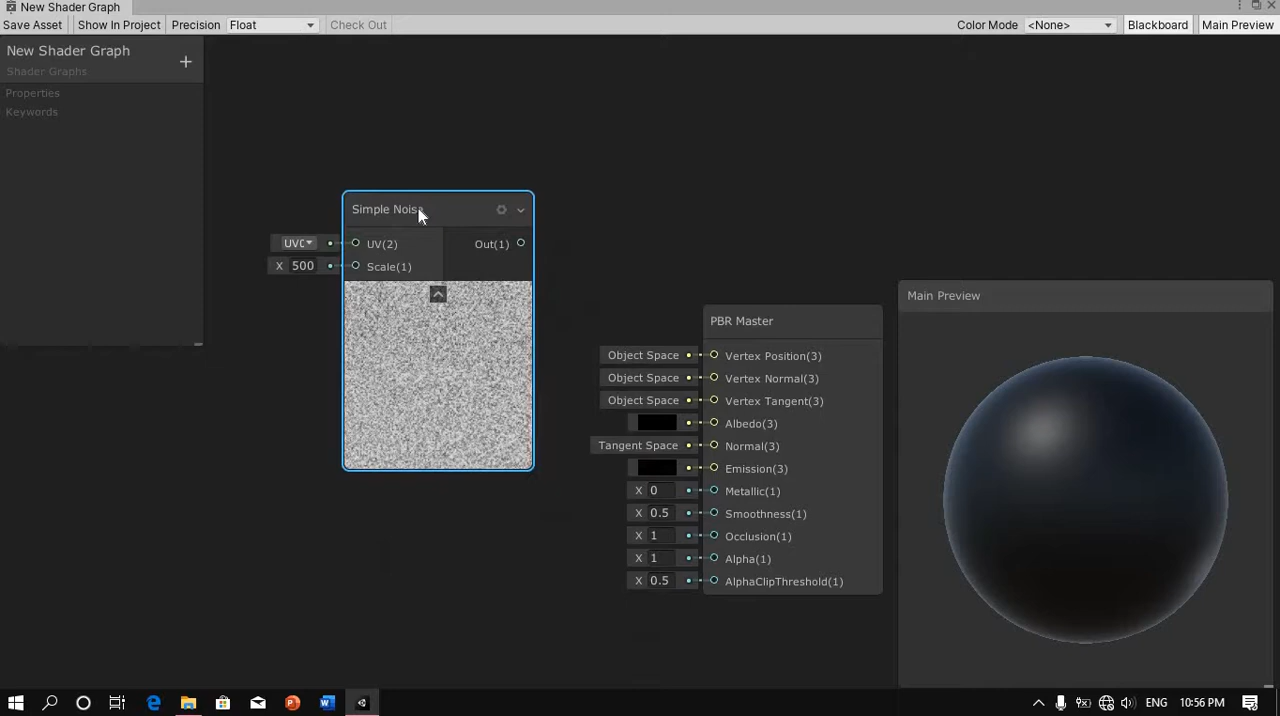 New Shader Graph
Save Asset Show In Project Precision Float Check Out Color Mode <None> Blackboard Main Preview
New Shader Graph
Shader Graphs
Properties
Keywords
Simple Noise
UV(2) Out(1)
X 500 Scale(1)
Main Preview
PBR Master
Object Space Vertex Position(3)
Object Space Vertex Normal(3)
Object Space Vertex Tangent(3)
Albedo(3)
Tangent Space Normal(3)
Emission(3)
X 0 Metallic(1)
X 0.5 Smoothness(1)
X 1 Occlusion(1)
X 1 Alpha(1)
X 0.5 AlphaClipThreshold(1)
ENG 10:56 PM